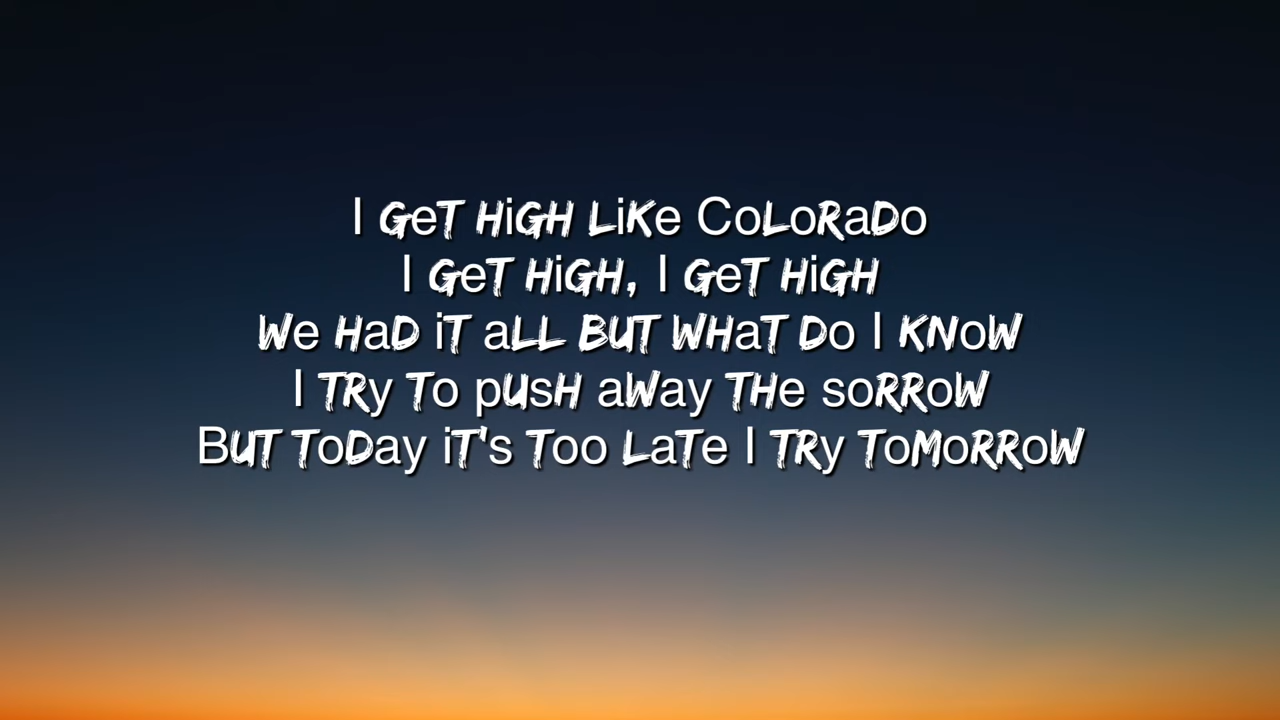 I GeT HiGH LiKe CoLoRaDo
I GeT HiGH, I GeT HiGH
We HaD iT aLL BUT WHaT Do I KNoW
I TRy To pUsH aWay THe soRRoW
BUT ToDay iT's Too LaTe I TRy ToMoRRoW